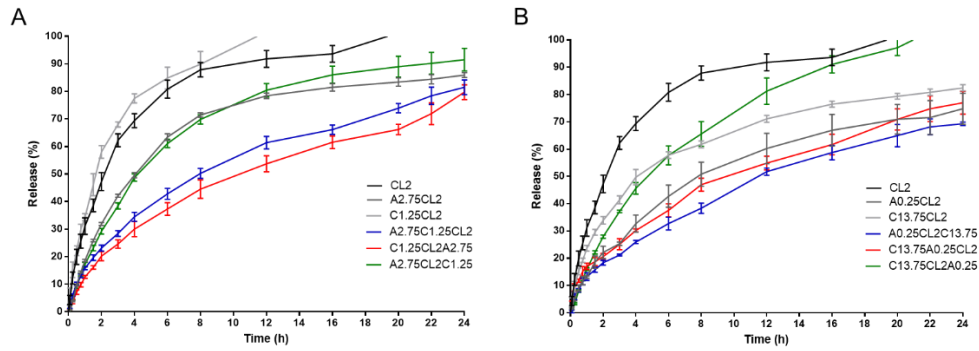 A
Release (%)
100
90
80
70
60
50
40
30
20
10
0
CL2
A2.75CL2
C1.25CL2
A2.75C1.25CL2
C1.25CL2A2.75
A2.75CL2C1.25
0 2 4 6 8 10 12 14 16 18 20 22 24
Time (h)
B
Release (%)
100
90
80
70
60
50
40
30
20
10
0
CL2
A0.25CL2
C13.75CL2
A0.25CL2C13.75
C13.75A0.25CL2
C13.75CL2A0.25
0 2 4 6 8 10 12 14 16 18 20 22 24
Time (h)